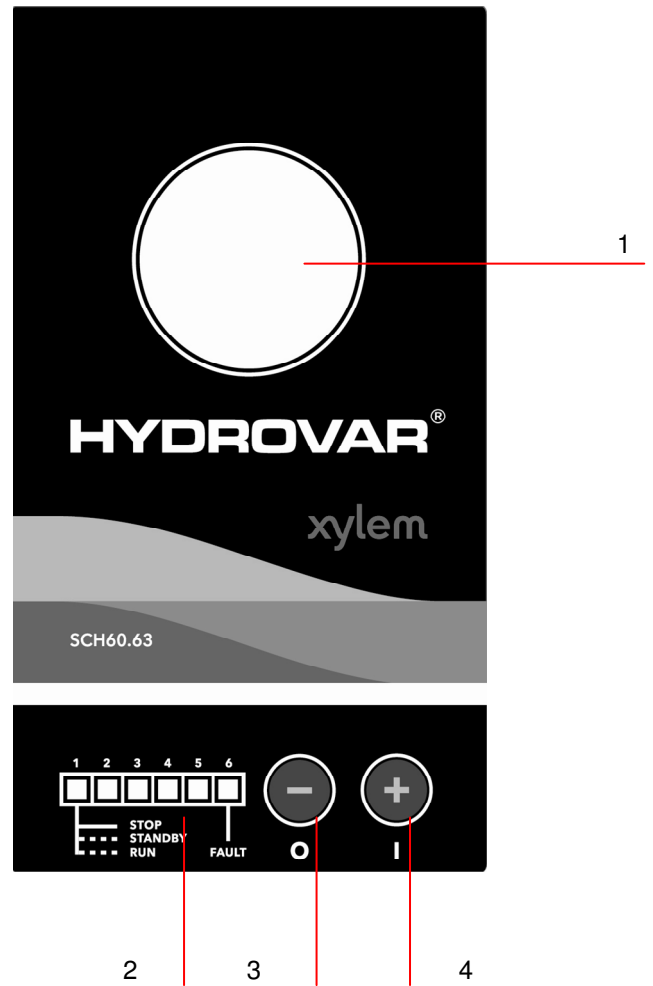 1
HYDROVAR®
xylem
SCH60.63
1 2 3 4 5 6
STOP
STANDBY
RUN
FAULT
O I
2 3 4